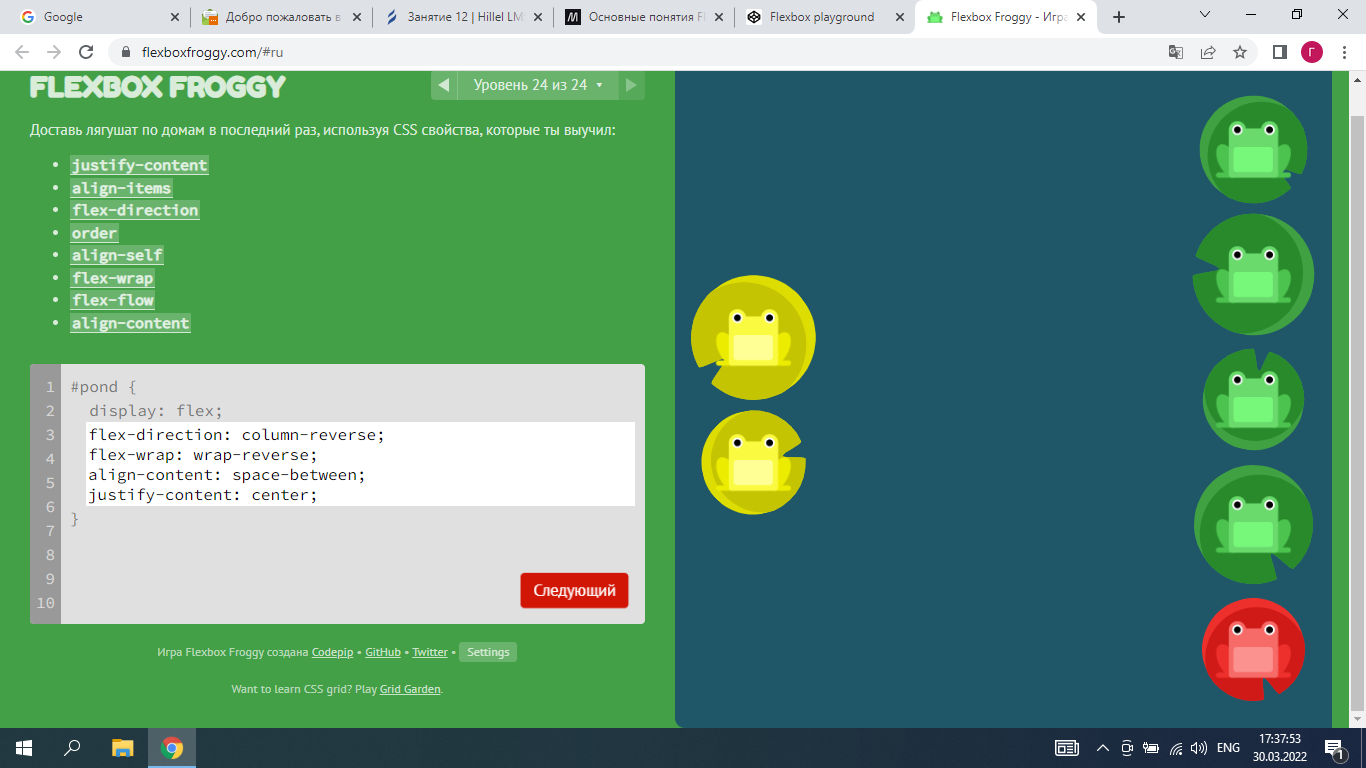 Google
Добро пожаловать в
Занятие 12 | Hillel LM
Основные понятия Fl
Flexbox playground
Flexbox Froggy - Игра
flexboxfroggy.com/#ru
Г
FLEXBOX FROGGY
Уровень 24 из 24
Доставь лягушат по домам в последний раз, используя CSS свойства, которые ты выучил:
justify-content
align-items
flex-direction
order
align-self
flex-wrap
flex-flow
align-content
1 #pond {
2 display: flex;
3 flex-direction: column-reverse;
4 flex-wrap: wrap-reverse;
5 align-content: space-between;
6 justify-content: center;
7 }
8
9
10
Следующий
Игра Flexbox Froggy создана Codepip • GitHub • Twitter • Settings
Want to learn CSS grid? Play Grid Garden.
ENG
17:37:53
30.03.2022
1